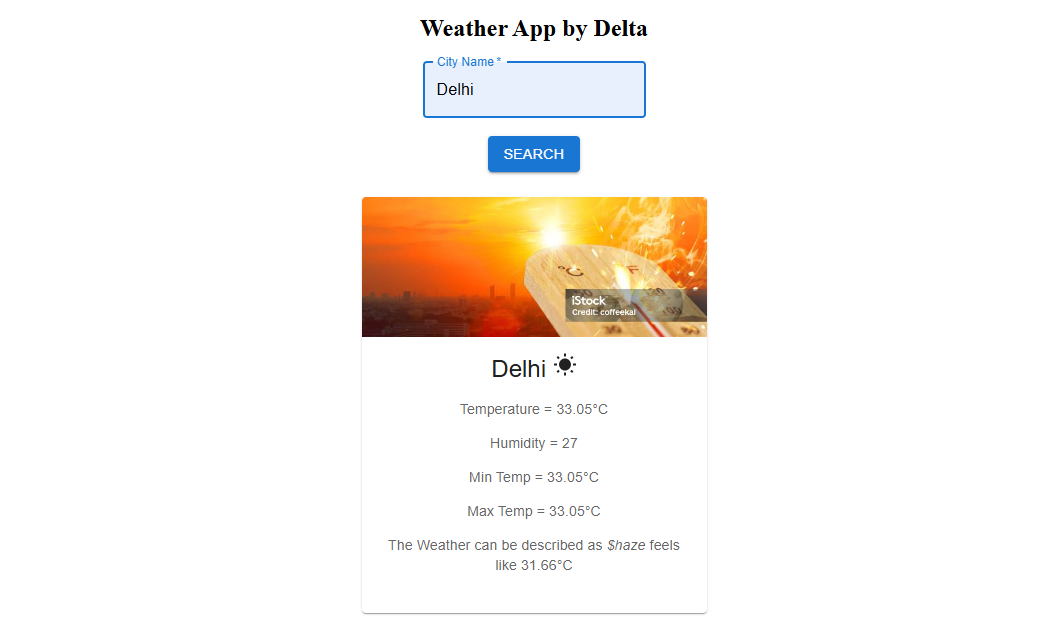 Weather App by Delta
City Name *
Delhi
SEARCH
°C
F
iStock
Credit: coffeekai
Delhi
Temperature = 33.05°C
Humidity = 27
Min Temp = 33.05°C
Max Temp = 33.05°C
The Weather can be described as $haze feels
like 31.66°C